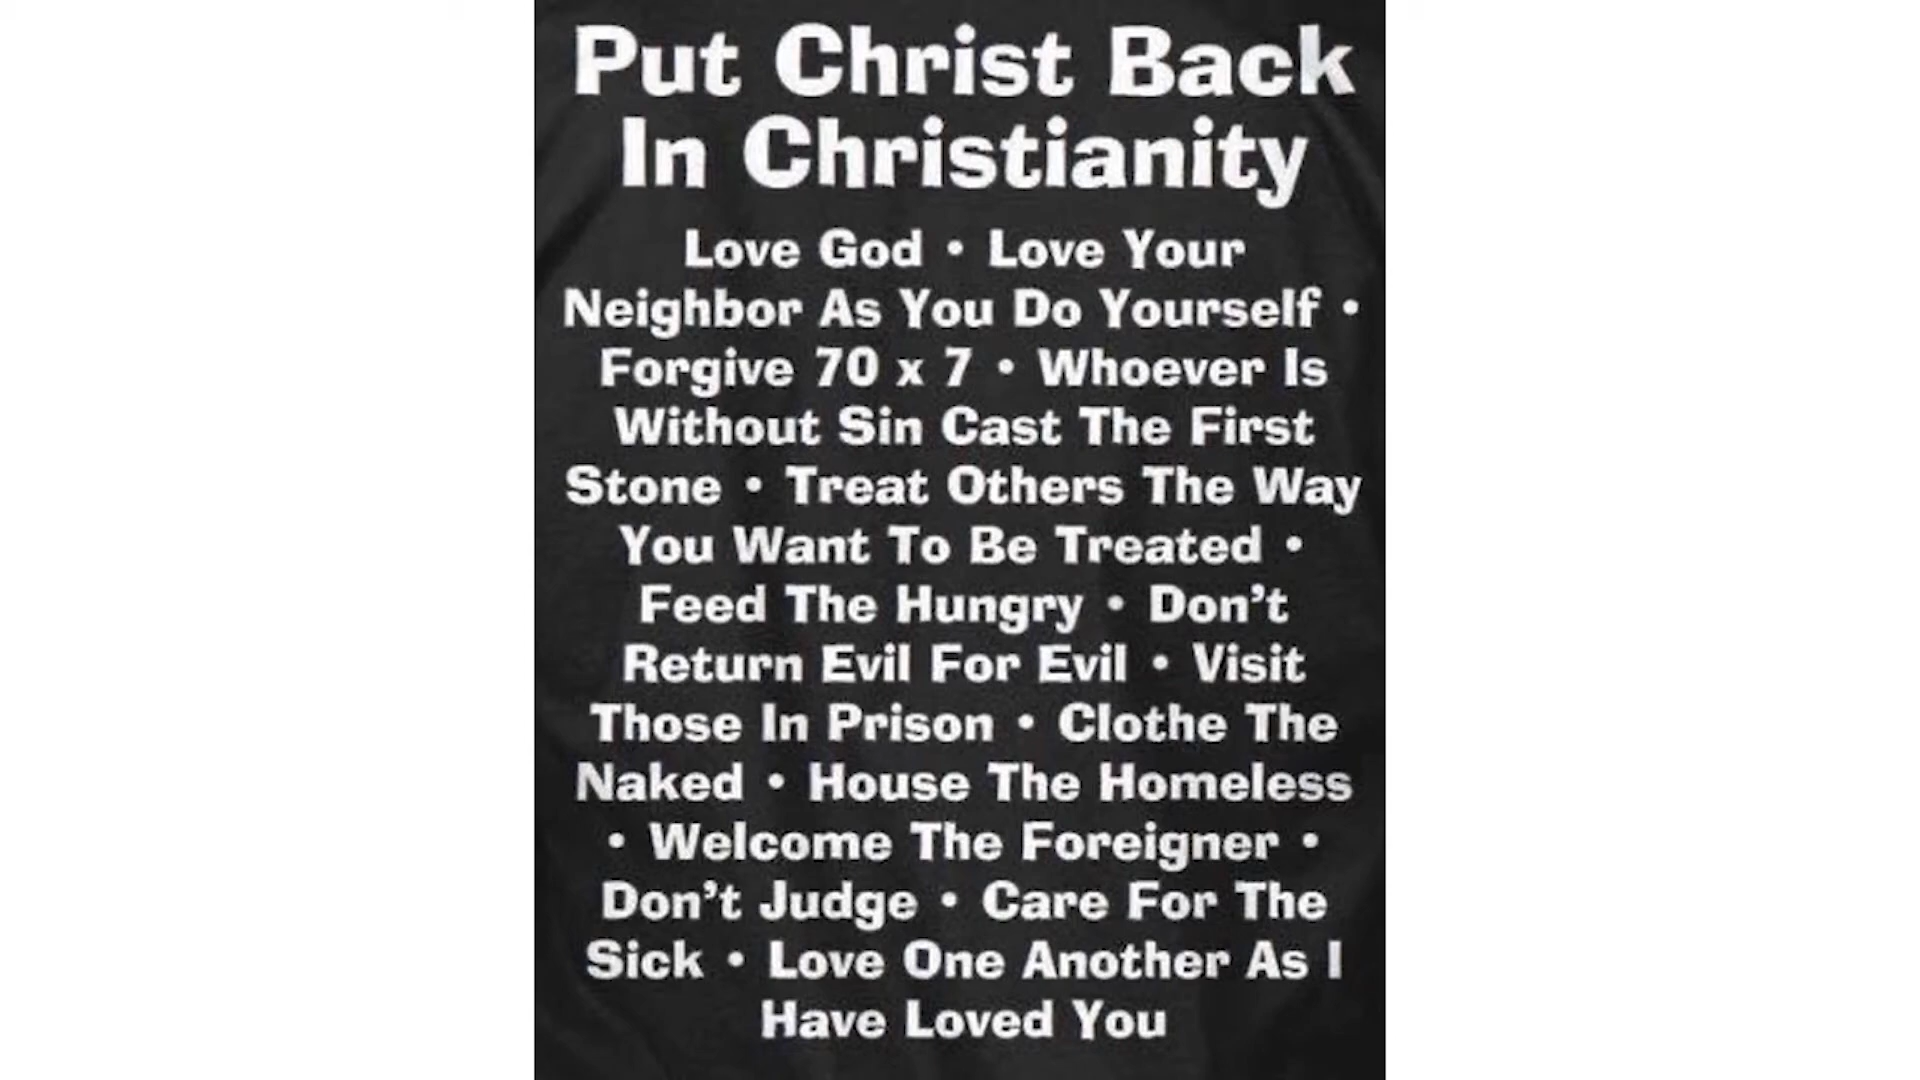 Put Christ Back
In Christianity
Love God • Love Your
Neighbor As You Do Yourself •
Forgive 70 x 7 • Whoever Is
Without Sin Cast The First
Stone • Treat Others The Way
You Want To Be Treated •
Feed The Hungry • Don’t
Return Evil For Evil • Visit
Those In Prison • Clothe The
Naked • House The Homeless
• Welcome The Foreigner •
Don’t Judge • Care For The
Sick • Love One Another As I
Have Loved You